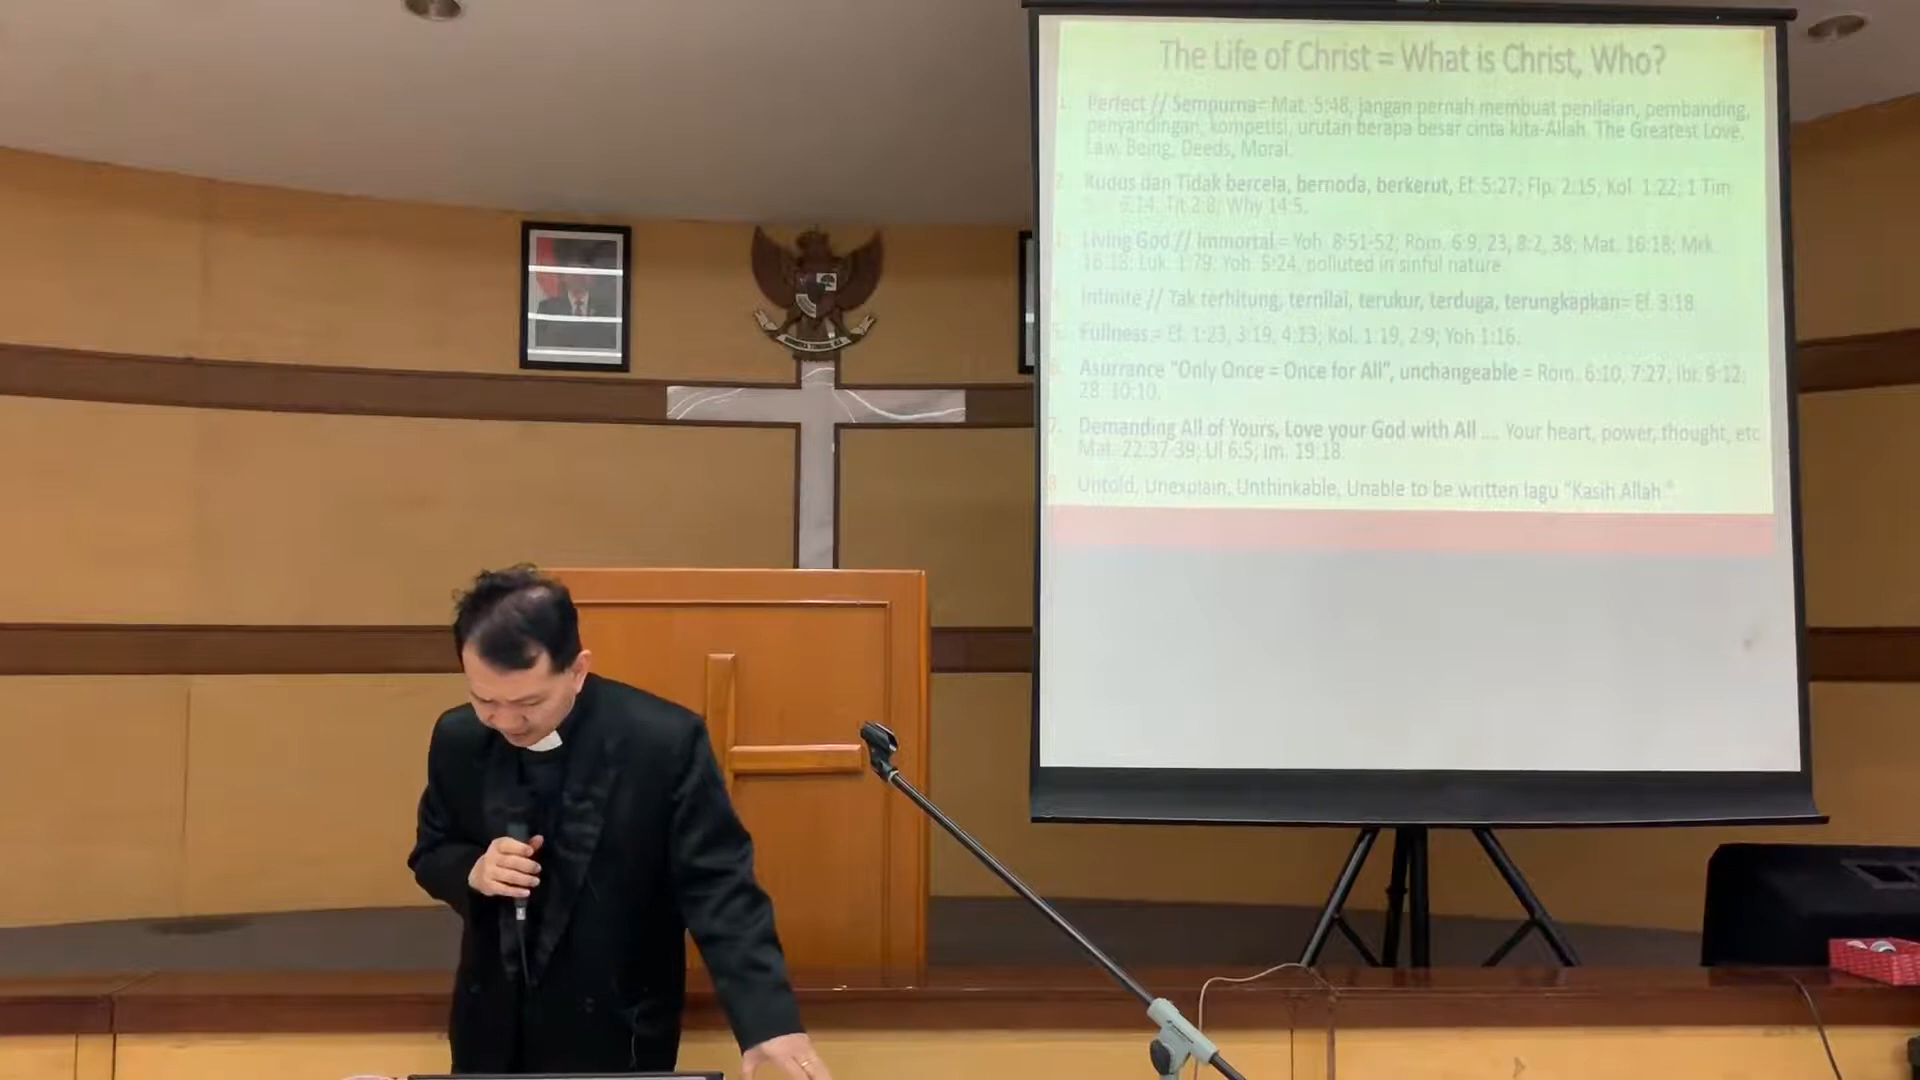 The Life of Christ = What is Christ, Who?
1. Perfect // Sempurna= Mat. 5:48, jangan pernah membuat penilaian, pembanding,
penyandingan, kompetisi, urutan berapa besar cinta kita-Allah. The Greatest Love,
Law, Being, Deeds, Moral.
2. Kudus dan Tidak bercela, bernoda, berkerut, Ef. 5:27; Flp. 2:15, Kol. 1:22; 1 Tim.
6:14, Tit 2:8; Why 14:5.
Living God // Immortal = Yoh. 8:51-52; Rom. 6:9, 23, 8:2, 38; Mat. 16:18; Mrk.
16:18; Luk. 1:79; Yoh. 5:24, polluted in sinful nature
4. Infinite // Tak terhitung, ternilai, terukur, terduga, terungkapkan= Ef. 3:18.
5. Fullness = Ef. 1:23, 3:19, 4:13; Kol. 1:19, 2:9; Yoh 1:16.
6. Asurrance "Only Once = Once for All", unchangeable = Rom. 6:10, 7:27, Ibr. 9:12;
28. 10:10.
7. Demanding All of Yours, Love your God with All .... Your heart, power, thought, etc
Mat. 22:37-39; Ul 6:5; Im. 19:18.
8. Untold, Unexplain, Unthinkable, Unable to be written lagu "Kasih Allah."